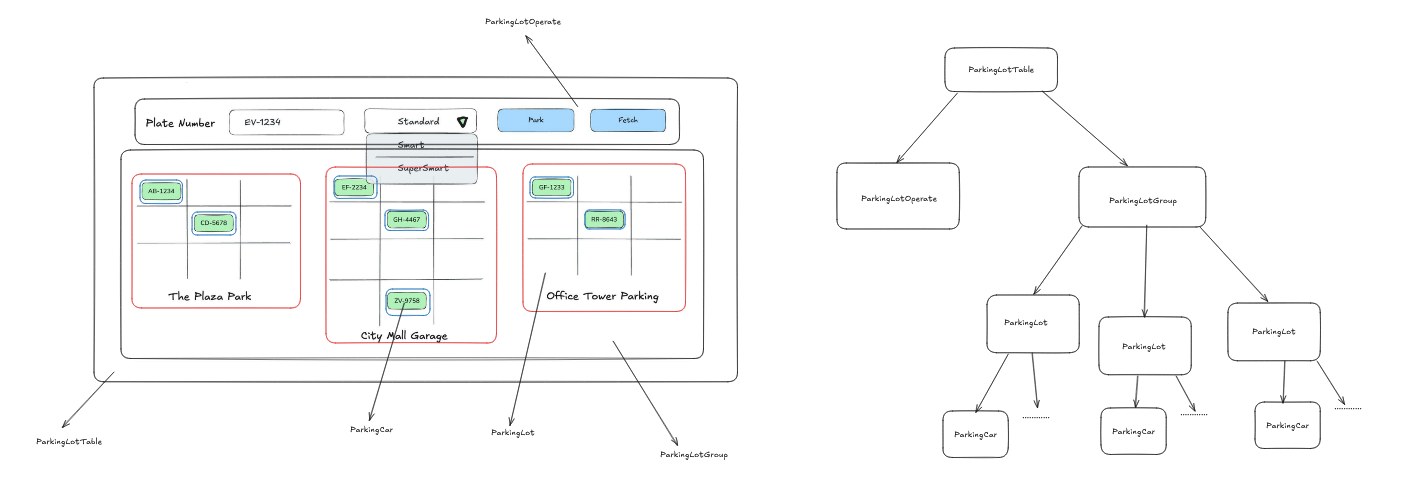 ParkingLotOperate
Plate Number
EV-1234
Standard
Park
Fetch
Smart
SuperSmart
AB-1234
CD-5678
The Plaza Park
EF-2234
GH-4467
ZV-9758
City Mall Garage
GF-1233
RR-8643
Office Tower Parking
ParkingLotTable
ParkingCar
ParkingLot
ParkingLotGroup
ParkingLotTable
ParkingLotOperate
ParkingLotGroup
ParkingLot
ParkingLot
ParkingLot
ParkingCar
.........
ParkingCar
.........
ParkingCar
.........